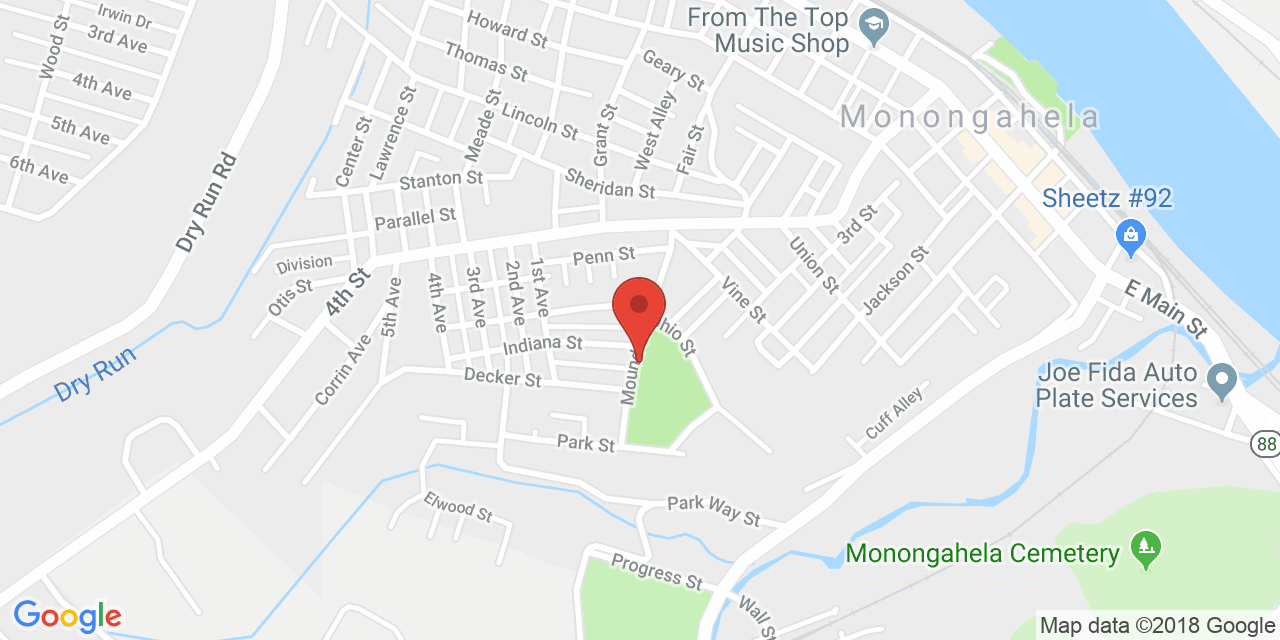 Irwin Dr
3rd Ave
Wood St
4th Ave
5th Ave
6th Ave
Dry Run Rd
Howard St
Thomas St
Lincoln St
Geary St
From The Top
Music Shop
Monongahela
Center St
Lawrence St
Meade St
Grant St
West Alley
Fair St
Stanton St
Sheridan St
Parallel St
Division
Otis St
4th St
Penn St
3rd St
Union St
Jackson St
Vine St
Sheetz #92
E Main St
5th Ave
4th Ave
3rd Ave
2nd Ave
1st Ave
Corrin Ave
Indiana St
Decker St
Dry Run
Joe Fida Auto
Plate Services
88
Cuff Alley
Park St
Elwood St
Park Way St
Progress St
Wall St
Monongahela Cemetery
Google
Map data ©2018 Google